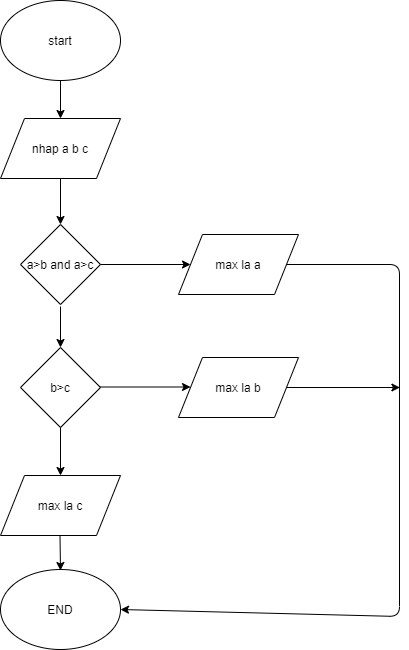 start
nhap a b c
a>b and a>c
max la a
b>c
max la b
max la c
END